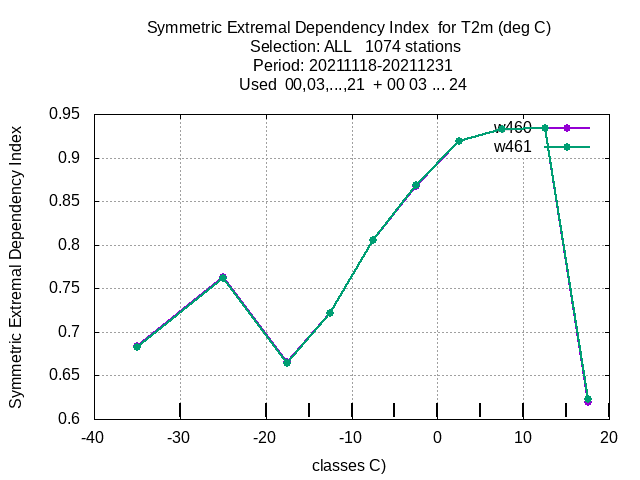 Symmetric Extremal Dependency Index  for T2m (deg C)
Selection: ALL   1074 stations
Period: 20211118-20211231
Used  00,03,...,21  + 00 03 ... 24
Symmetric Extremal Dependency Index
0.95
0.9
0.85
0.8
0.75
0.7
0.65
0.6
w460
w461
-40
-30
-20
-10
0
10
20
classes C)